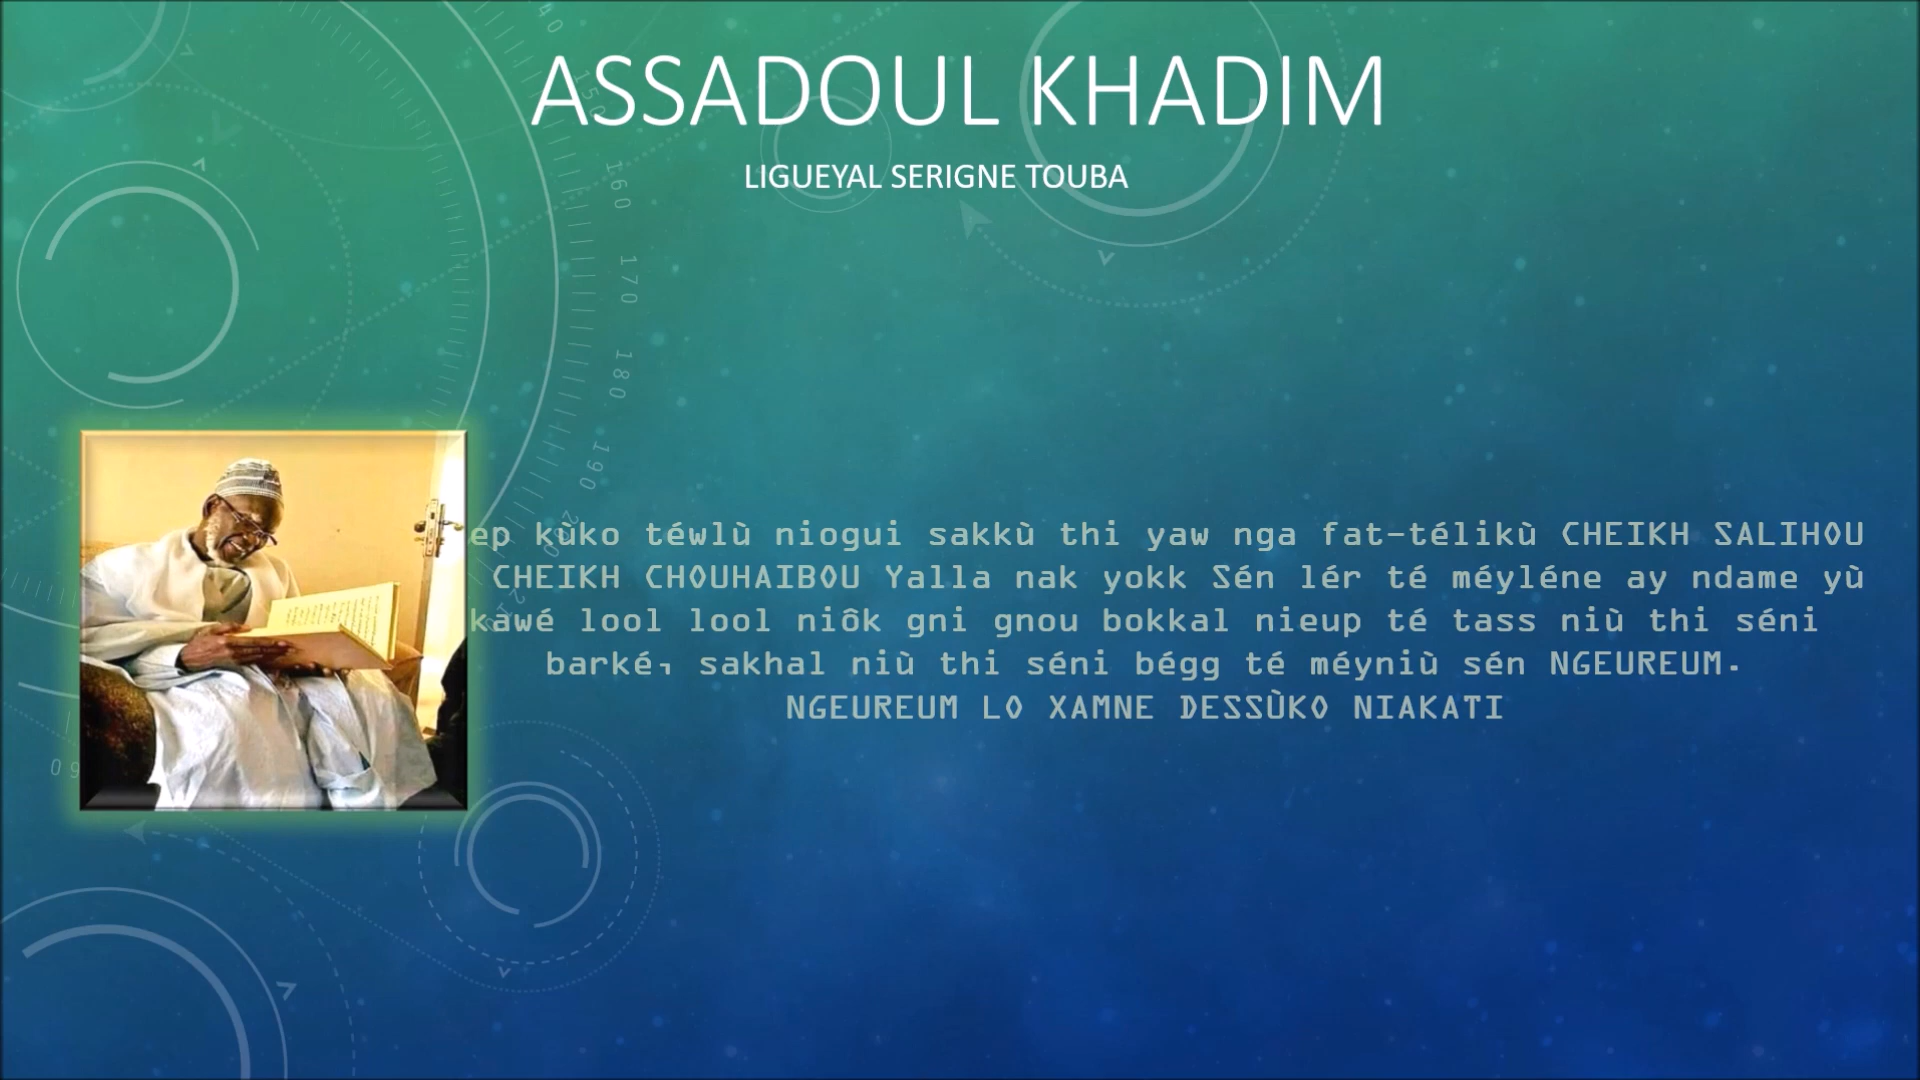 ASSADOUL KHADIM
LIGUEYAL SERIGNE TOUBA
ep kùko téwlù niogui sakkù thi yaw nga fat-télikù CHEIKH SALIHOU
CHEIKH CHOUHAIBOU Yalla nak yokk Sén lér té méyléne ay ndame yù
kawé lool lool niôk gni gnou bokkal nieup té tass niù thi séni
barké, sakhal niù thi séni bégg té méyniù sén NGEUREUM.
NGEUREUM LO XAMNE DESSÙKO NIAKATI